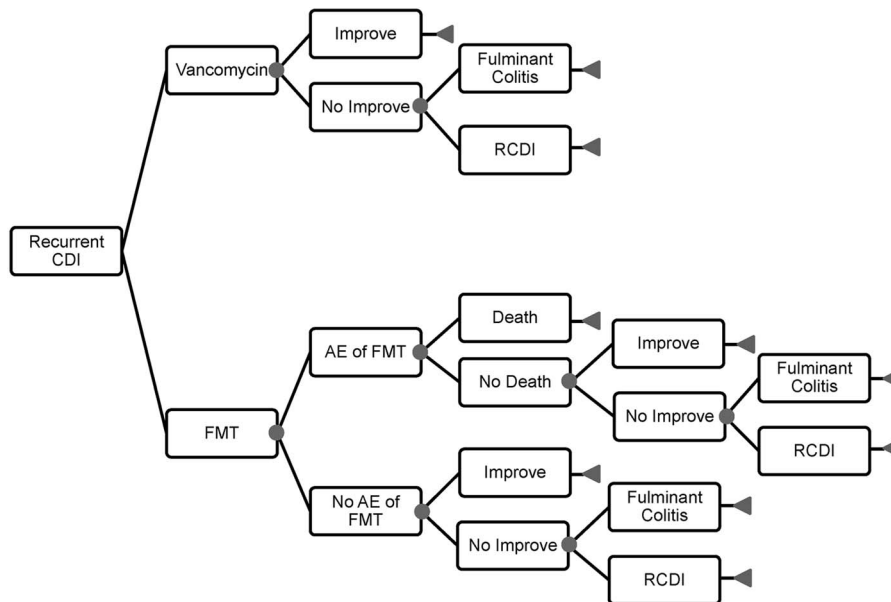 Improve
Vancomycin
Fulminant
Colitis
No Improve
RCDI
Recurrent
CDI
Death
Improve
AE of FMT
No Death
Fulminant
Colitis
No Improve
FMT
RCDI
Improve
No AE of
FMT
Fulminant
Colitis
No Improve
RCDI